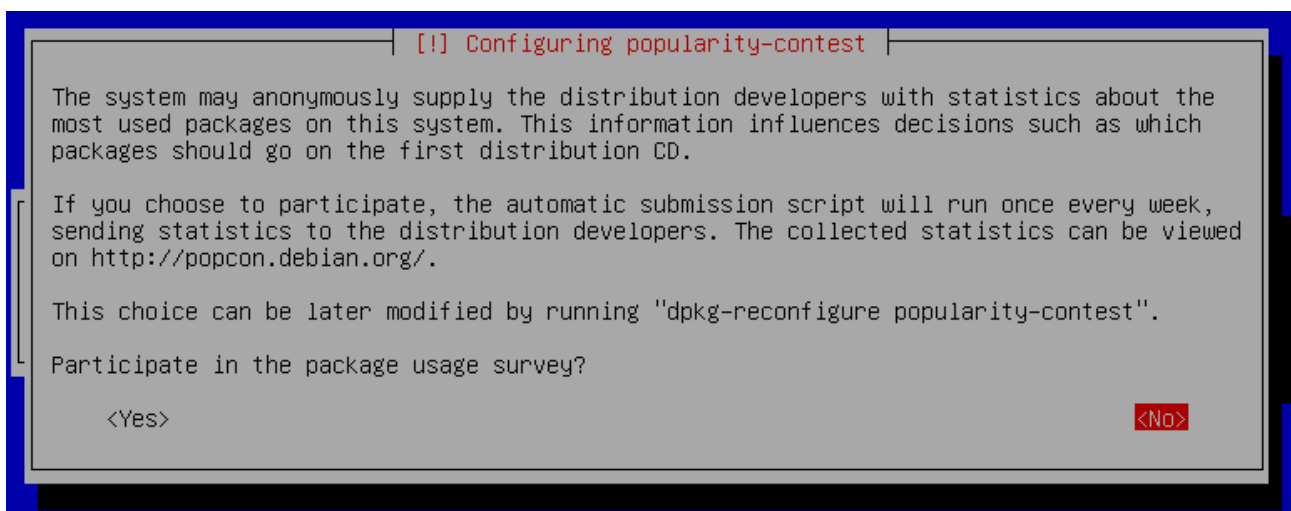 [!] Configuring popularity-contest
The system may anonymously supply the distribution developers with statistics about the
most used packages on this system. This information influences decisions such as which
packages should go on the first distribution CD.
If you choose to participate, the automatic submission script will run once every week,
sending statistics to the distribution developers. The collected statistics can be viewed
on http://popcon.debian.org/.
This choice can be later modified by running "dpkg-reconfigure popularity-contest".
Participate in the package usage survey?
<Yes> <No>